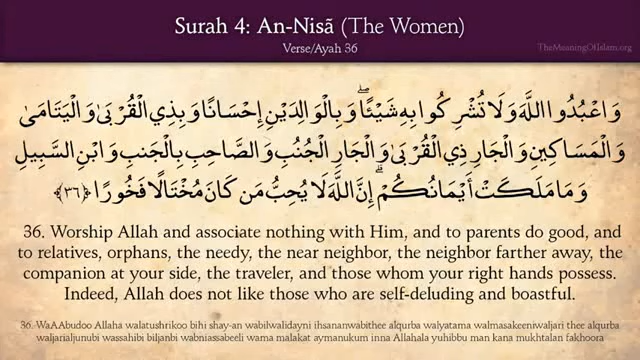 Surah 4: An-Nisã (The Women)
Verse/Ayah 36
TheMeaningOfIslam.org
وَاعْبُدُوا اللَّهَ وَلَا تُشْرِكُوا بِهِ شَيْئًا ۖ وَبِالْوَالِدَيْنِ إِحْسَانًا وَبِذِي الْقُرْبَىٰ وَالْيَتَامَىٰ
وَالْمَسَاكِينِ وَالْجَارِ ذِي الْقُرْبَىٰ وَالْجَارِ الْجُنُبِ وَالصَّاحِبِ بِالْجَنبِ وَابْنِ السَّبِيلِ
وَمَا مَلَكَتْ أَيْمَانُكُمْ ۗ إِنَّ اللَّهَ لَا يُحِبُّ مَن كَانَ مُخْتَالًا فَخُورًا ﴿٣٦﴾
36. Worship Allah and associate nothing with Him, and to parents do good, and
to relatives, orphans, the needy, the near neighbor, the neighbor farther away, the
companion at your side, the traveler, and those whom your right hands possess.
Indeed, Allah does not like those who are self-deluding and boastful.
36. WaAAbudoo Allaha walatushrikoo bihi shay-an wabilwalidayni ihsananwabithee alqurba walyatama walmasakeeniwaljari thee alqurba
waljarialjunubi wassahibi biljanbi wabniassabeeli wama malakat aymanukum inna Allahala yuhibbu man kana mukhtalan fakhoora